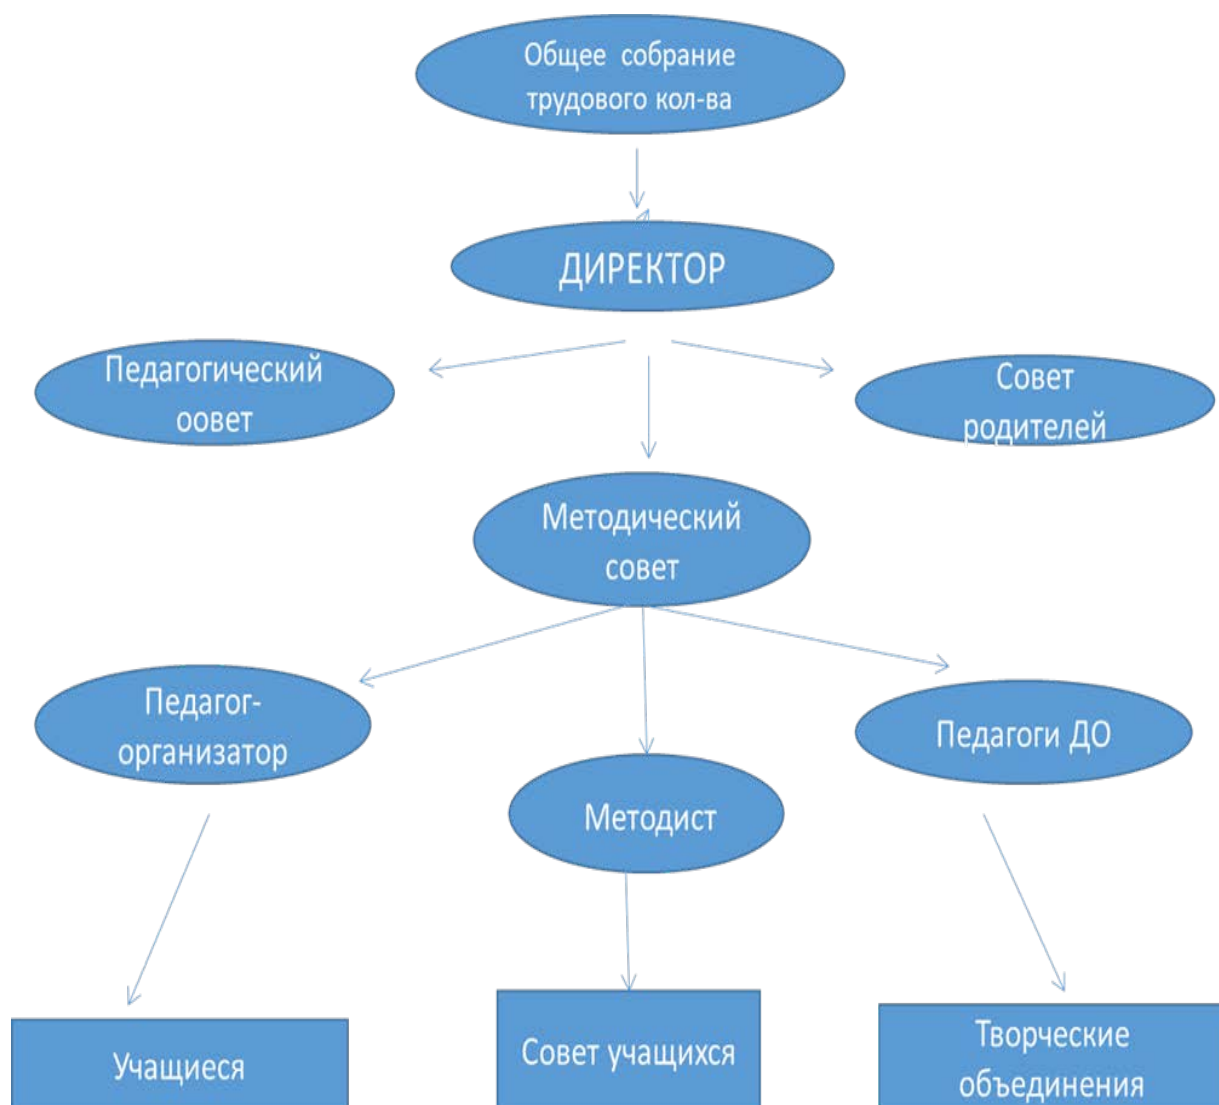 Общее собрание
трудового кол-ва
ДИРЕКТОР
Педагогический
оовет
Совет
родителей
Методический
совет
Педагог-
организатор
Методист
Педагоги ДО
Учащиеся
Совет учащихся
Творческие
объединения